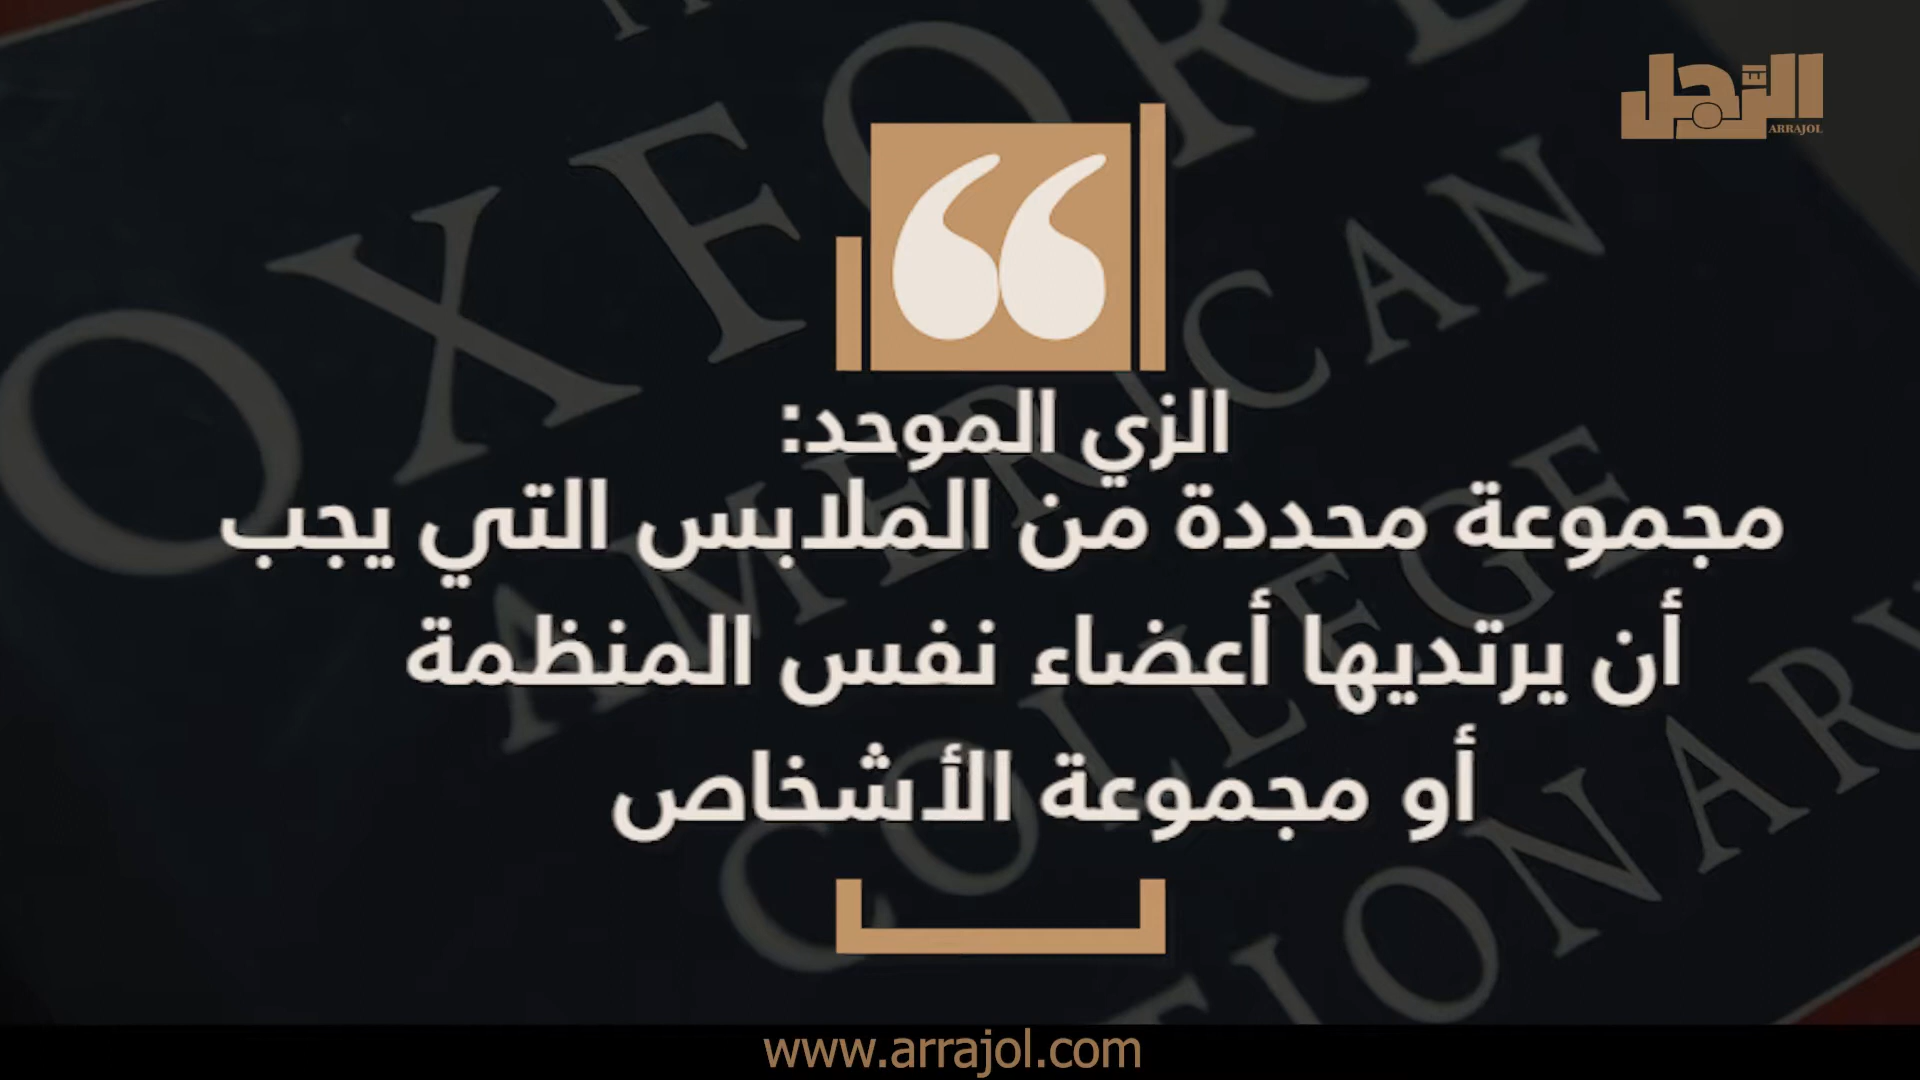 الرجل
ARRAJOL
OXFORD
AMERICAN
COLLEGE
الزي الموحد:
مجموعة محددة من الملابس التي يجب
أن يرتديها أعضاء نفس المنظمة
أو مجموعة الأشخاص
www.arrajol.com